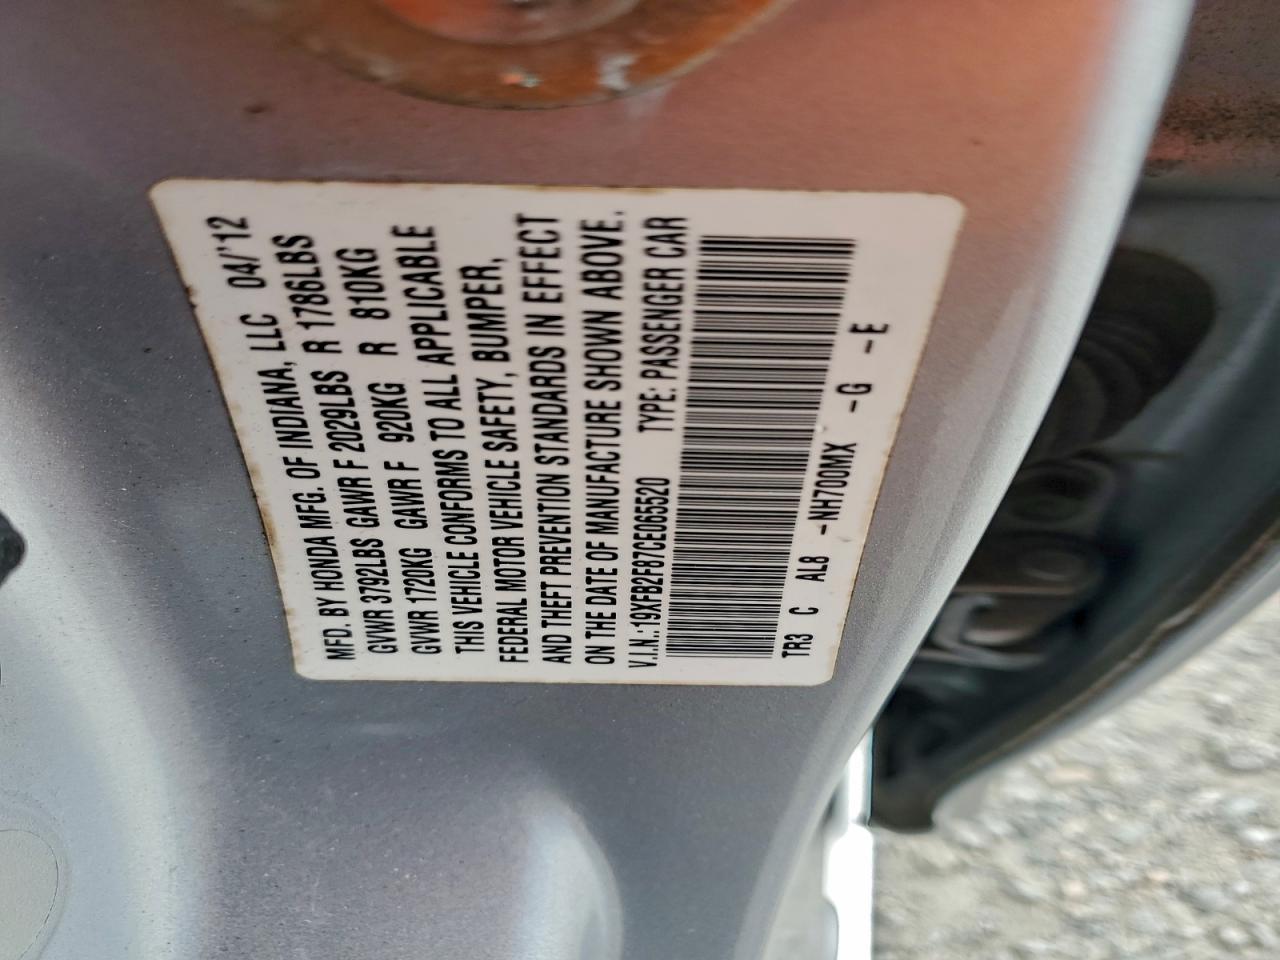 MFD. BY HONDA MFG. OF INDIANA, LLC 04/'12
GVWR 3792LBS GAWR F 2029LBS R 1786LBS
GVWR 1720KG GAWR F 920KG R 810KG
THIS VEHICLE CONFORMS TO ALL APPLICABLE
FEDERAL MOTOR VEHICLE SAFETY, BUMPER,
AND THEFT PREVENTION STANDARDS IN EFFECT
ON THE DATE OF MANUFACTURE SHOWN ABOVE.
V.I.N.:19XFB2F87CE065520 TYPE: PASSENGER CAR
TR3 C AL8 -NH700MX -G -E